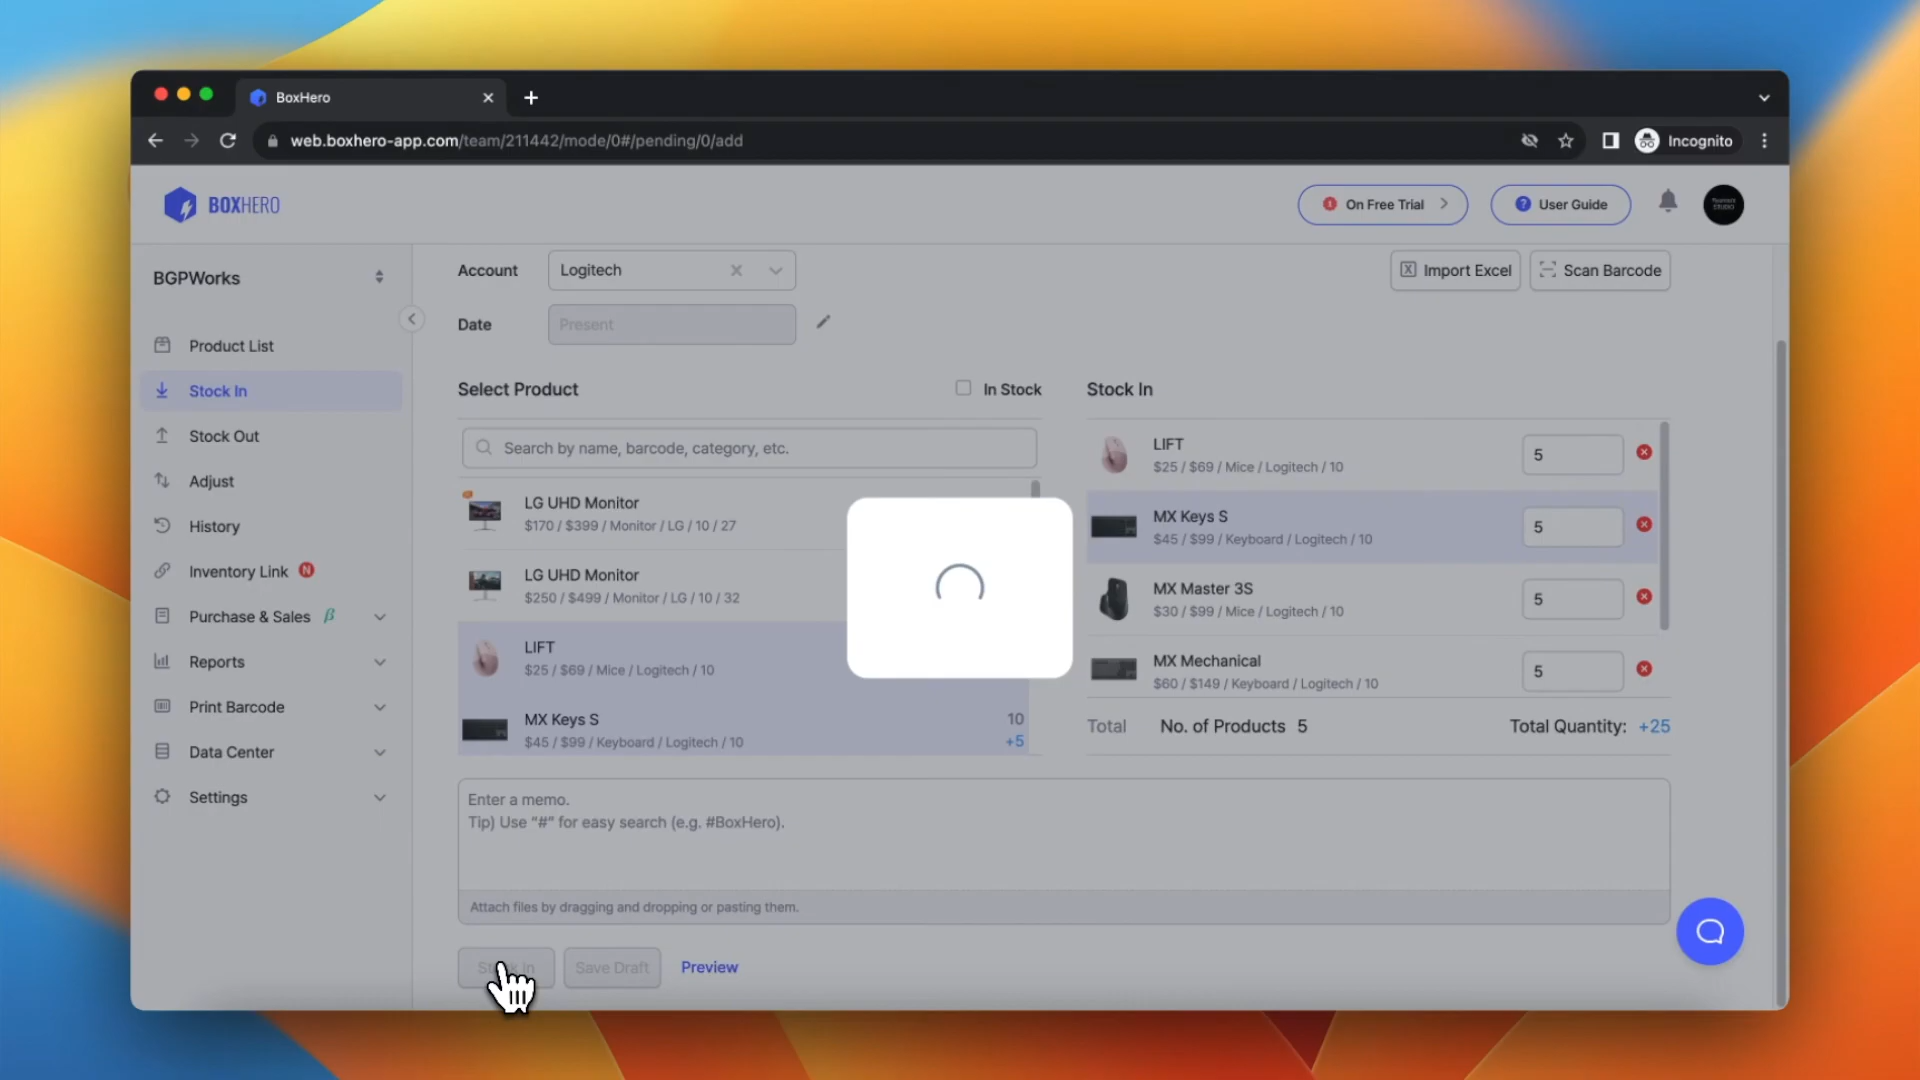 BoxHero
web.boxhero-app.com/team/211442/mode/0#/pending/0/add
Incognito
BOXHERO
On Free Trial
User Guide
BGPWorks
Product List
Stock In
Stock Out
Adjust
History
Inventory Link N
Purchase & Sales β
Reports
Print Barcode
Data Center
Settings
Account
Logitech
Import Excel
Scan Barcode
Date
Present
Select Product
In Stock
Search by name, barcode, category, etc.
LG UHD Monitor
$170 / $399 / Monitor / LG / 10 / 27
LG UHD Monitor
$250 / $499 / Monitor / LG / 10 / 32
LIFT
$25 / $69 / Mice / Logitech / 10
MX Keys S
10
$45 / $99 / Keyboard / Logitech / 10
+5
Stock In
LIFT
$25 / $69 / Mice / Logitech / 10
5
MX Keys S
$45 / $99 / Keyboard / Logitech / 10
5
MX Master 3S
$30 / $99 / Mice / Logitech / 10
5
MX Mechanical
$60 / $149 / Keyboard / Logitech / 10
5
Total No. of Products 5 Total Quantity: +25
Enter a memo.
Tip) Use “#” for easy search (e.g. #BoxHero).
Attach files by dragging and dropping or pasting them.
Save Draft
Preview